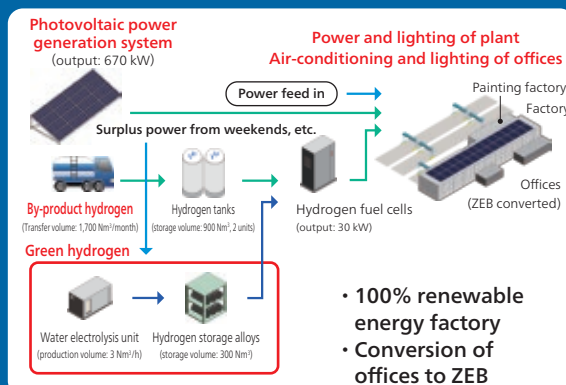 Photovoltaic power
generation system
(output: 670 kW)
Power and lighting of plant
Air-conditioning and lighting of offices
Power feed in
Painting factory
Factory
Surplus power from weekends, etc.
By-product hydrogen
(Transfer volume: 1,700 Nm³/month)
Hydrogen tanks
(storage volume: 900 Nm³, 2 units)
Hydrogen fuel cells
(output: 30 kW)
Offices
(ZEB converted)
Green hydrogen
Water electrolysis unit
(production volume: 3 Nm³/h)
Hydrogen storage alloys
(storage volume: 300 Nm³)
・100% renewable
energy factory
・Conversion of
offices to ZEB